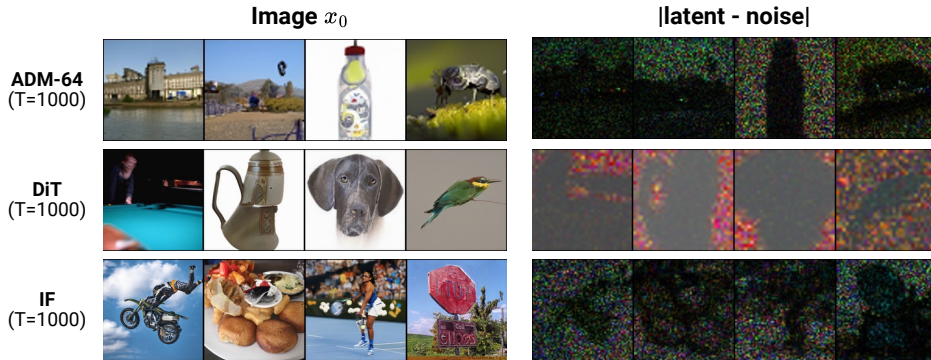 Image x₀
|latent - noise|
ADM-64
(T=1000)
DiT
(T=1000)
IF
(T=1000)